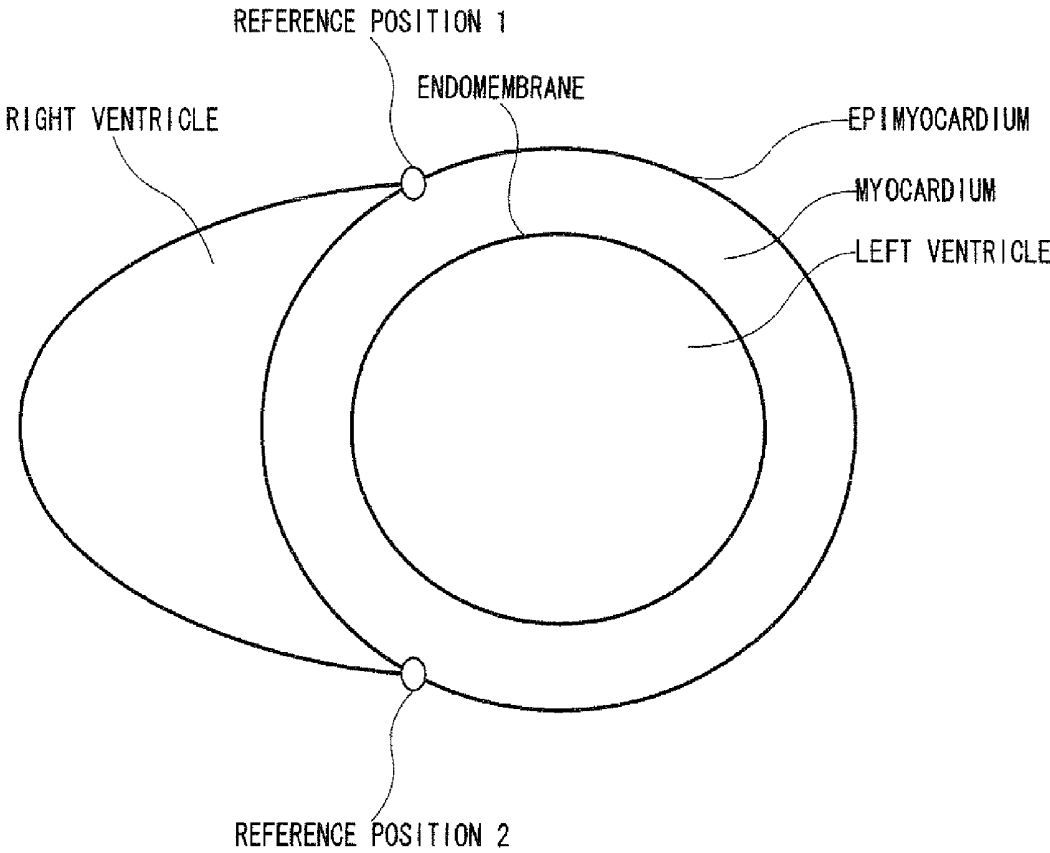 REFERENCE POSITION 1
ENDOMEMBRANE
RIGHT VENTRICLE
EPIMYOCARDIUM
MYOCARDIUM
LEFT VENTRICLE
REFERENCE POSITION 2